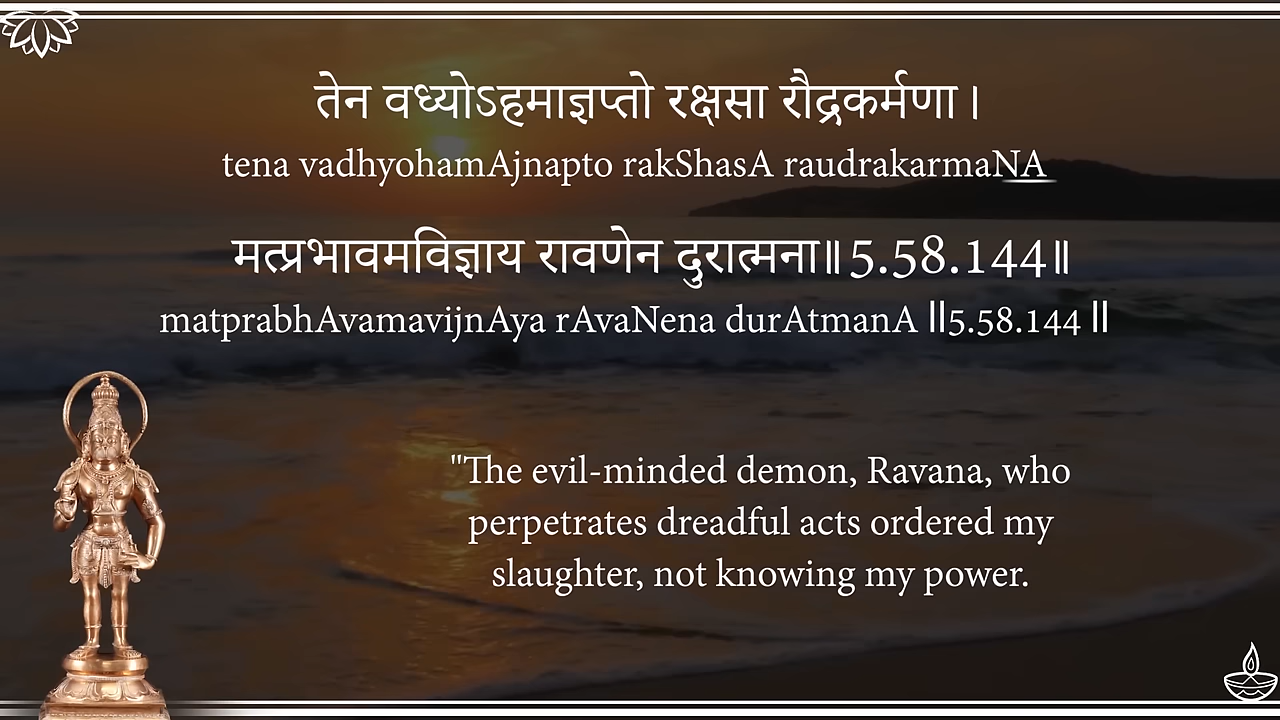 तेन वध्योऽहमाज्ञप्तो रक्षसा रौद्रकर्मणा।
tena vadhyohamAjnapto rakShasA raudrakarmaNA
मत्प्रभावमविज्ञाय रावणेन दुरात्मना॥5.58.144॥
matprabhAvamavijnAya rAvaNena durAtmanA ॥5.58.144 ॥
"The evil-minded demon, Ravana, who
perpetrates dreadful acts ordered my
slaughter, not knowing my power.